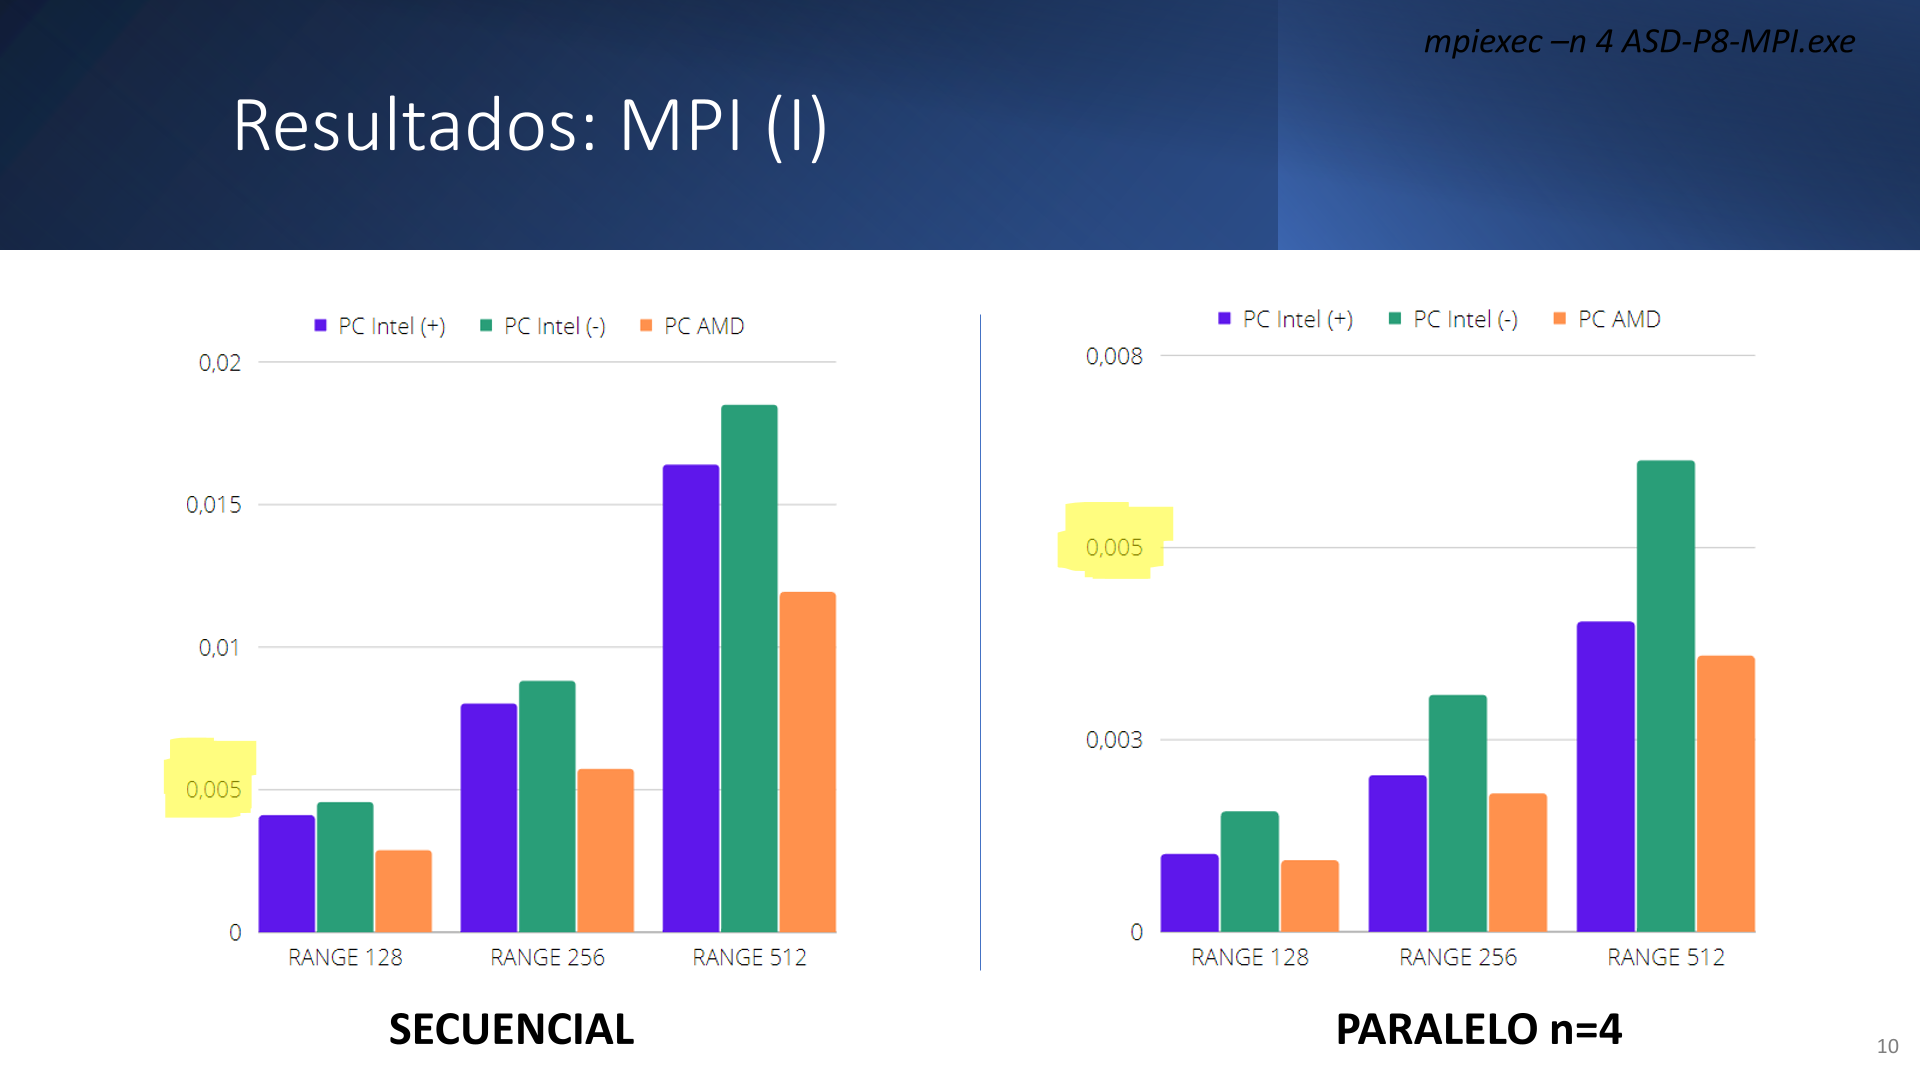 mpiexec –n 4 ASD-P8-MPI.exe
Resultados: MPI (I)
PC Intel (+) PC Intel (-) PC AMD
0,02
0,015
0,01
0,005
0
RANGE 128 RANGE 256 RANGE 512
SECUENCIAL
PC Intel (+) PC Intel (-) PC AMD
0,008
0,005
0,003
0
RANGE 128 RANGE 256 RANGE 512
PARALELO n=4
10